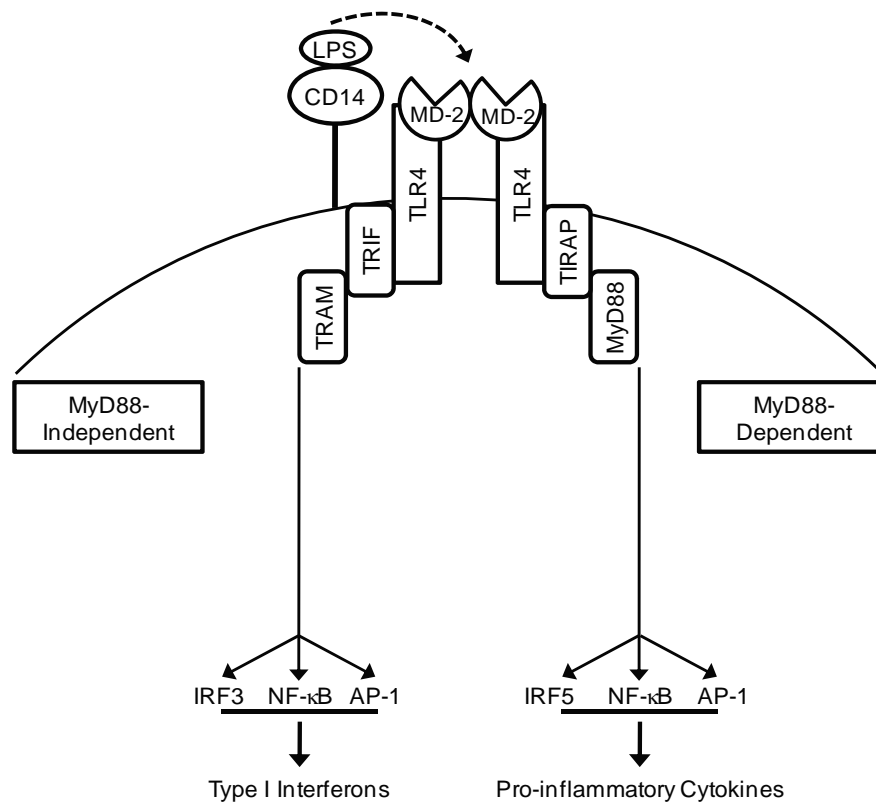 LPS
CD14
MD-2
MD-2
TLR4
TLR4
TRIF
TIRAP
TRAM
MyD88
MyD88-
Independent
MyD88-
Dependent
IRF3 NF-κB AP-1
IRF5 NF-κB AP-1
Type I Interferons
Pro-inflammatory Cytokines